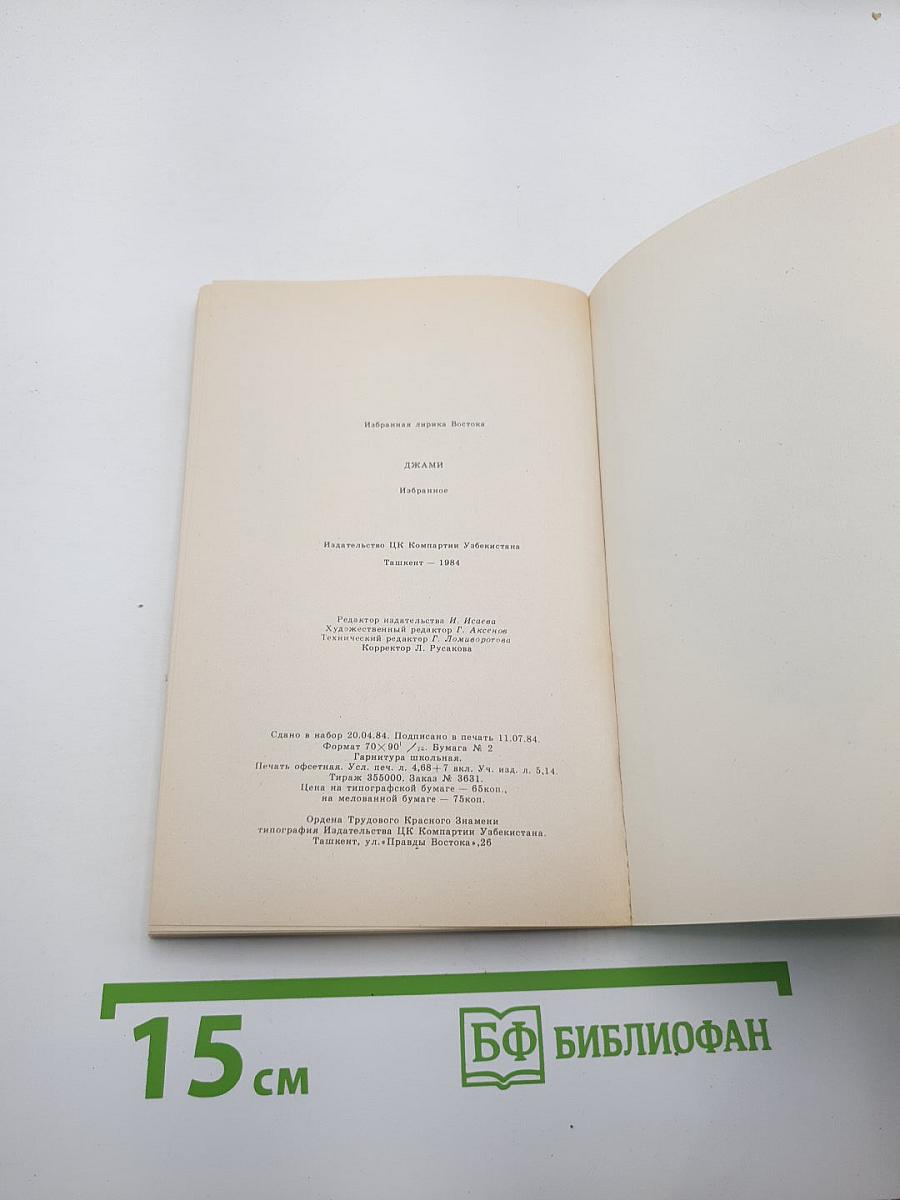 Избранная лирика Востока
ДЖАМИ
Избранное
Издательство ЦК Компартии Узбекистана
Ташкент — 1984
Редактор издательства И. Исаева
Художественный редактор Г. Аксенов
Технический редактор Г. Ломиворотова
Корректор Л. Русакова
Сдано в набор 20.04.84. Подписано в печать 11.07.84.
Формат 70×90¹/₃₂. Бумага № 2
Гарнитура школьная.
Печать офсетная. Усл. печ. л. 4,68+7 вкл. Уч. изд. л. 5,14.
Тираж 355000. Заказ № 3631.
Цена на типографской бумаге — 65коп.,
на мелованной бумаге — 75коп.
Ордена Трудового Красного Знамени
типография Издательства ЦК Компартии Узбекистана.
Ташкент, ул.«Правды Востока»,26
15 см
БФ БИБЛИОФАН